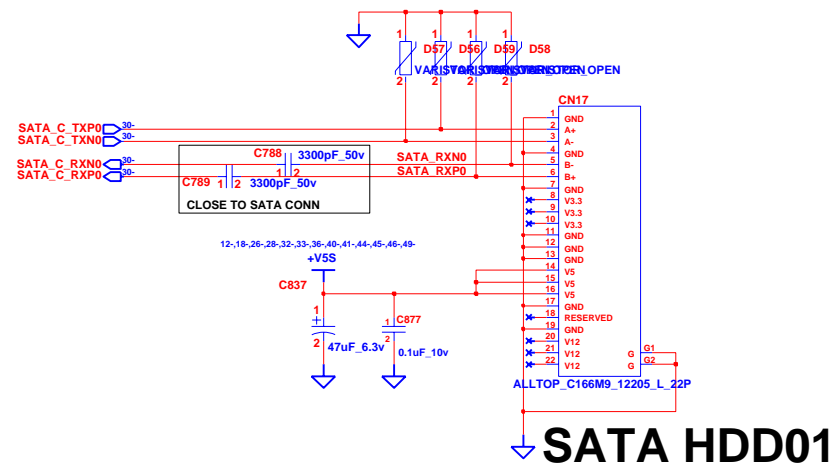 1 1 1 1
D57 D56 D59 D58
VARISTOR_OPEN
2 2 2 2
CN17
SATA_C_TXP0 30-
SATA_C_TXN0 30-
SATA_C_RXN0 30-
SATA_C_RXP0 30-
C788 3300pF_50v
1 2
C789 1 2 3300pF_50v
CLOSE TO SATA CONN
SATA_RXN0
SATA_RXP0
1 GND
2 A+
3 A-
4 GND
5 B-
6 B+
7 GND
8 V3.3
9 V3.3
10 V3.3
11 GND
12 GND
13 GND
14 V5
15 V5
16 V5
17 GND
18 RESERVED
19 GND
20 V12
21 V12 G G1
22 V12 G G2
ALLTOP_C166M9_12205_L_22P
12-,18-,26-,28-,32-,33-,36-,40-,41-,44-,45-,46-,49-
+V5S
C837
1
+
2
47uF_6.3v
1 C877
2
0.1uF_10v
SATA HDD01